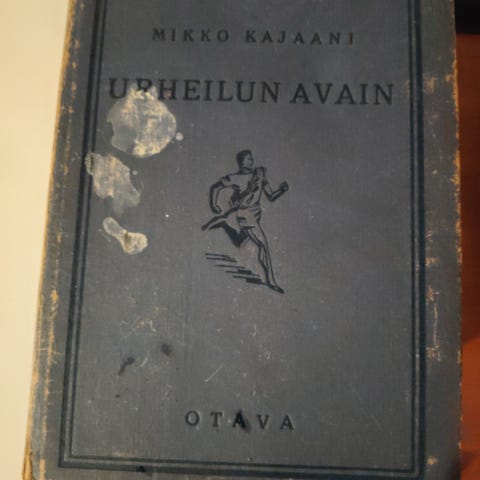 MIKKO KAJAANI
URHEILUN AVAIN
OTAVA